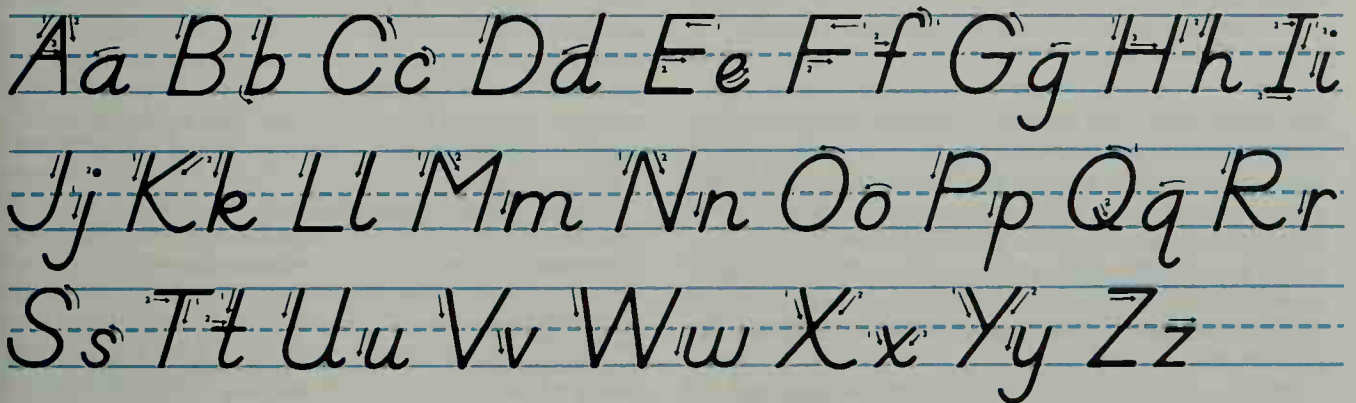 Aa Bb Cc Dd Ee Ff Gg Hh Ii
Jj Kk Ll Mm Nn Oo Pp Qq Rr
Ss Tt Uu Vv Ww Xx Yy Zz